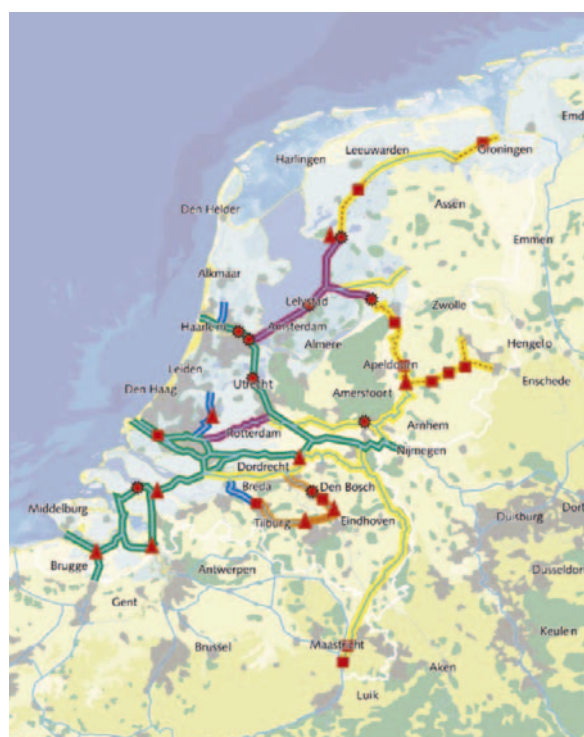 Emd
Groningen
Leeuwarden
Harlingen
Assen
Den Helder
Emmen
Alkmaar
Lelystad
Zwolle
Haarlem
Amsterdam
Almere
Hengelo
Leiden
Apeldoorn
Enschede
Den Haag
Utrecht
Amersfoort
Arnhem
Rotterdam
Nijmegen
Dordrecht
Breda
Den Bosch
Middelburg
Duisburg
Dort
Tilburg
Eindhoven
Brugge
Antwerpen
Dusseldor
Gent
Keulen
Brussel
Maastricht
Aken
Luik